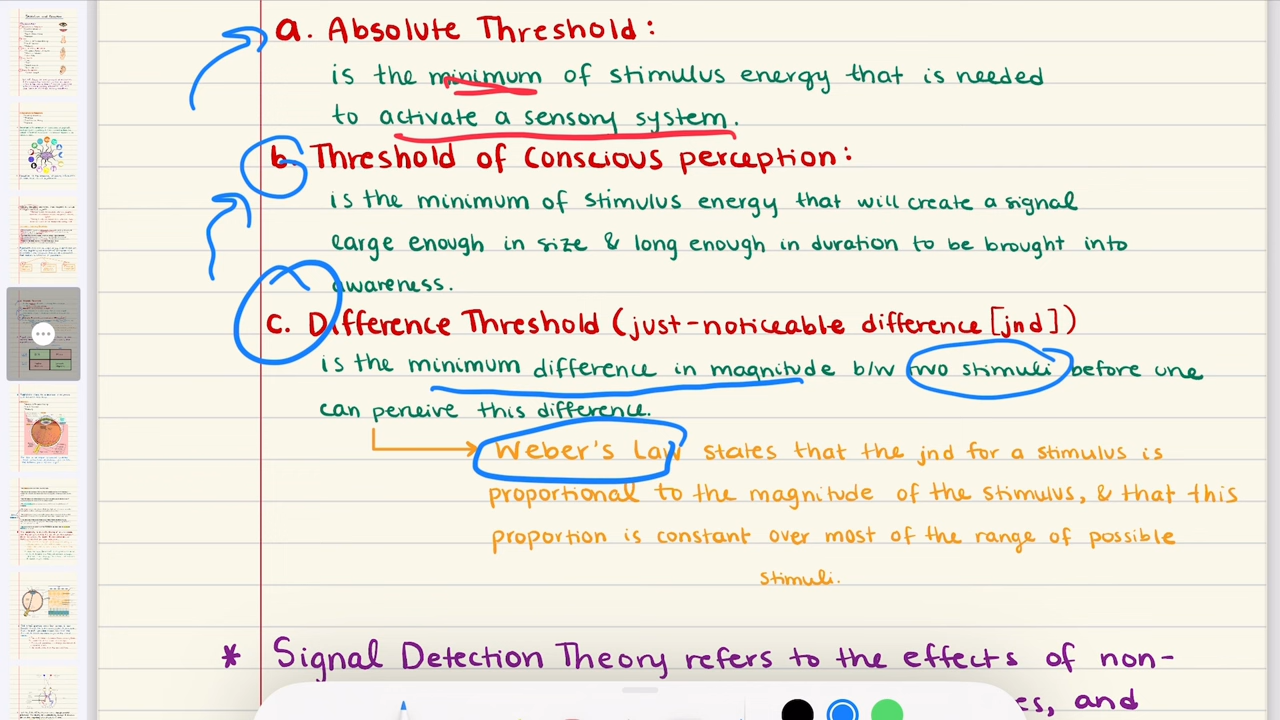 a. Absolute Threshold:
is the minimum of stimulus energy that is needed
to activate a sensory system.
b. Threshold of Conscious perception:
is the minimum of stimulus energy that will create a signal
large enough in size & long enough in duration to be brought into
awareness.
c. Difference Threshold (just-noticeable difference [jnd])
is the minimum difference in magnitude b/w two stimuli before one
can perceive this difference.
Weber's Law states that the jnd for a stimulus is
proportional to the magnitude of the stimulus, & that this
proportion is constant over most of the range of possible
stimuli.
* Signal Detection Theory refers to the effects of non-
and